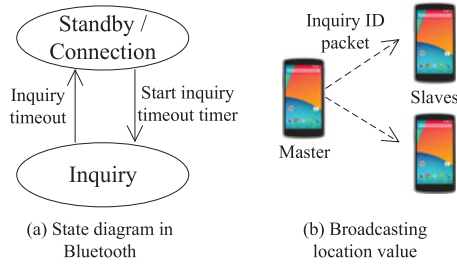 Standby /
Connection
Inquiry
timeout
Start inquiry
timeout timer
Inquiry
(a) State diagram in
Bluetooth
Inquiry ID
packet
Master
Slaves
(b) Broadcasting
location value